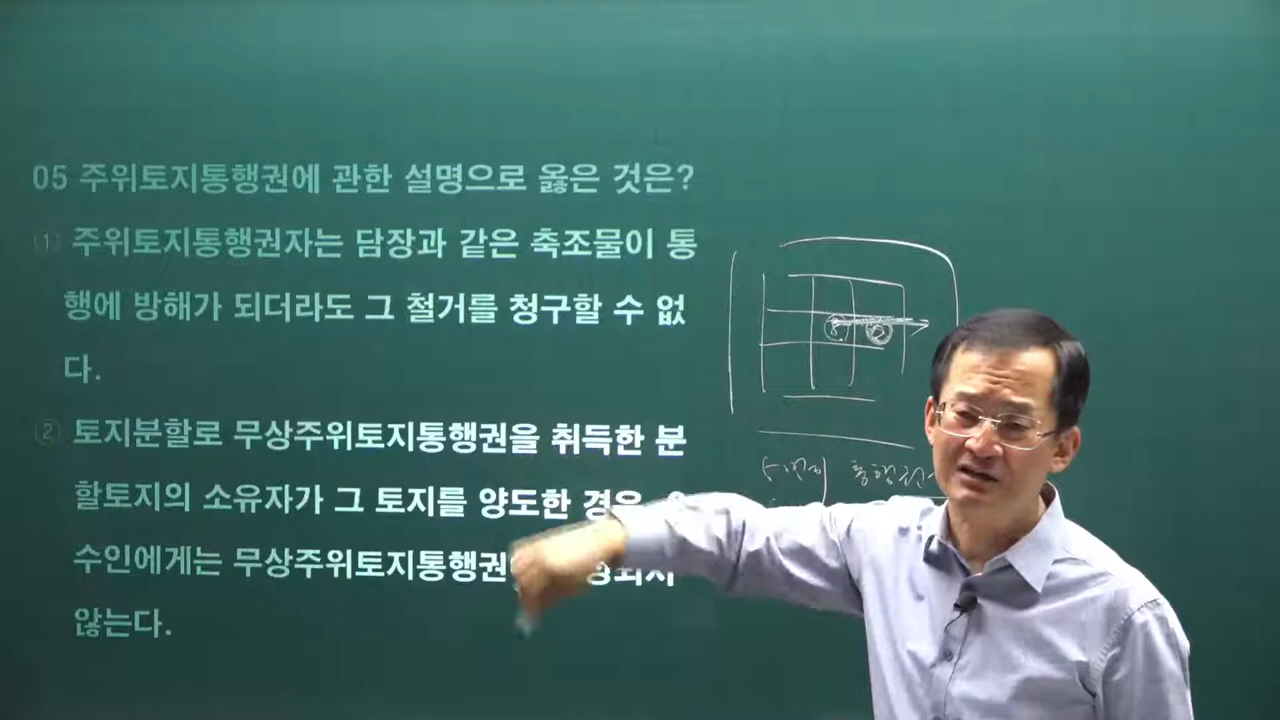 05 주위토지통행권에 관한 설명으로 옳은 것은?
① 주위토지통행권자는 담장과 같은 축조물이 통
행에 방해가 되더라도 그 철거를 청구할 수 없
다.
② 토지분할로 무상주위토지통행권을 취득한 분
할토지의 소유자가 그 토지를 양도한 경우
수인에게는 무상주위토지통행권
않는다.
통행권